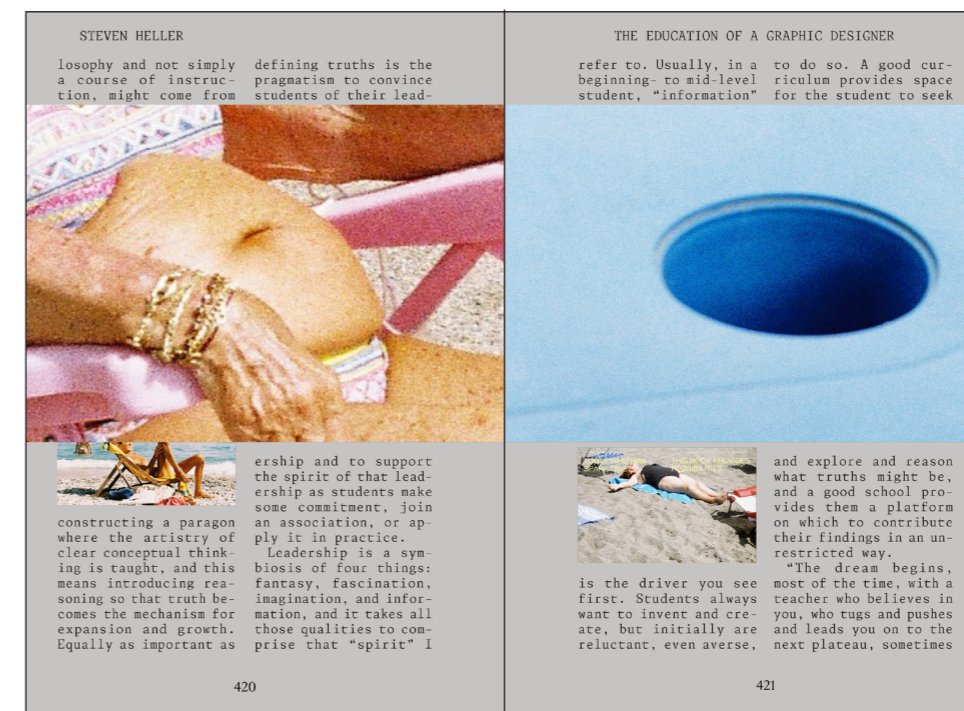 STEVEN HELLER
losophy and not simply
a course of instruc-
tion, might come from
constructing a paragon
where the artistry of
clear conceptual think-
ing is taught, and this
means introducing rea-
soning so that truth be-
comes the mechanism for
expansion and growth.
Equally as important as
defining truths is the
pragmatism to convince
students of their lead-
ership and to support
the spirit of that lead-
ership as students make
some commitment, join
an association, or ap-
ply it in practice.
Leadership is a sym-
biosis of four things:
fantasy, fascination,
imagination, and infor-
mation, and it takes all
those qualities to com-
prise that “spirit” I
420
THE EDUCATION OF A GRAPHIC DESIGNER
refer to. Usually, in a
beginning- to mid-level
student, “information”
THIS BOOK PROVIDES
POSSIBILITIES
is the driver you see
first. Students always
want to invent and cre-
ate, but initially are
reluctant, even averse,
to do so. A good cur-
riculum provides space
for the student to seek
and explore and reason
what truths might be,
and a good school pro-
vides them a platform
on which to contribute
their findings in an un-
restricted way.
“The dream begins,
most of the time, with a
teacher who believes in
you, who tugs and pushes
and leads you on to the
next plateau, sometimes
421